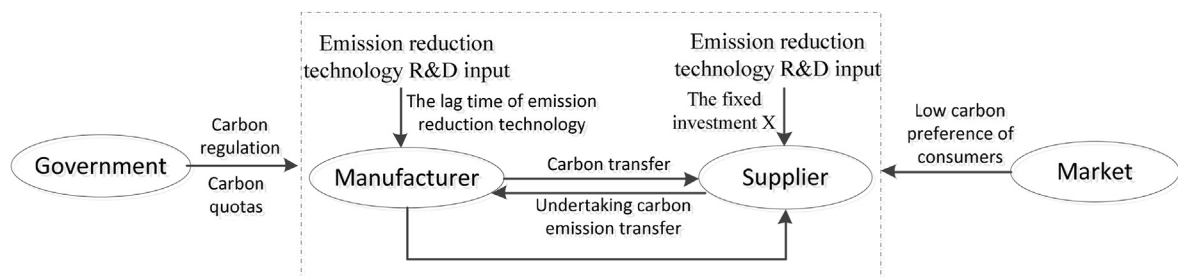 Emission reduction
technology R&D input
Emission reduction
technology R&D input
The lag time of emission
reduction technology
The fixed
investment X
Carbon
regulation
Low carbon
preference of
consumers
Government
Carbon
quotas
Manufacturer
Carbon transfer
Supplier
Market
Undertaking carbon
emission transfer